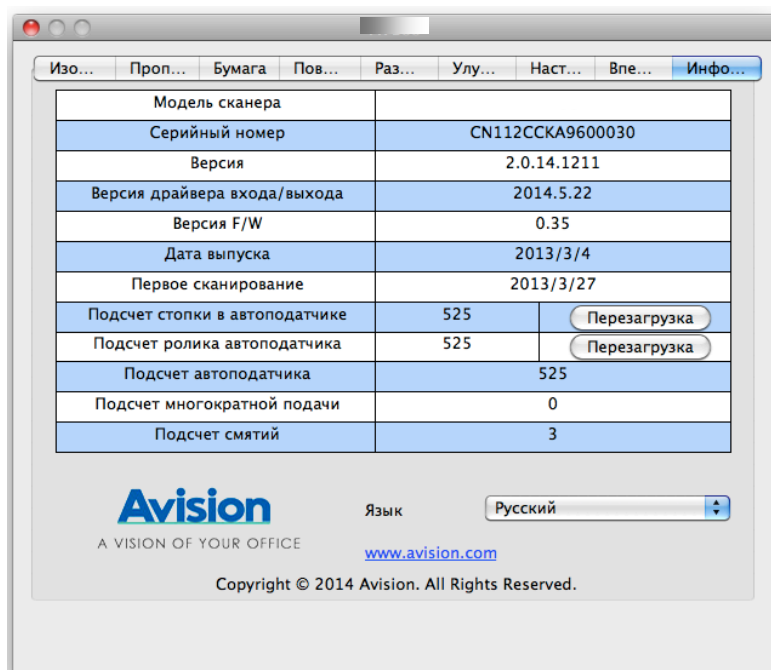 Изо... Проп... Бумага Пов... Раз... Улу... Наст... Впе... Инфо...
Модель сканера
Серийный номер CN112CCKA9600030
Версия 2.0.14.1211
Версия драйвера входа/выхода 2014.5.22
Версия F/W 0.35
Дата выпуска 2013/3/4
Первое сканирование 2013/3/27
Подсчет стопки в автоподатчике 525 Перезагрузка
Подсчет ролика автоподатчика 525 Перезагрузка
Подсчет автоподатчика 525
Подсчет многократной подачи 0
Подсчет смятий 3
Avision
A VISION OF YOUR OFFICE
Язык Русский
www.avision.com
Copyright © 2014 Avision. All Rights Reserved.